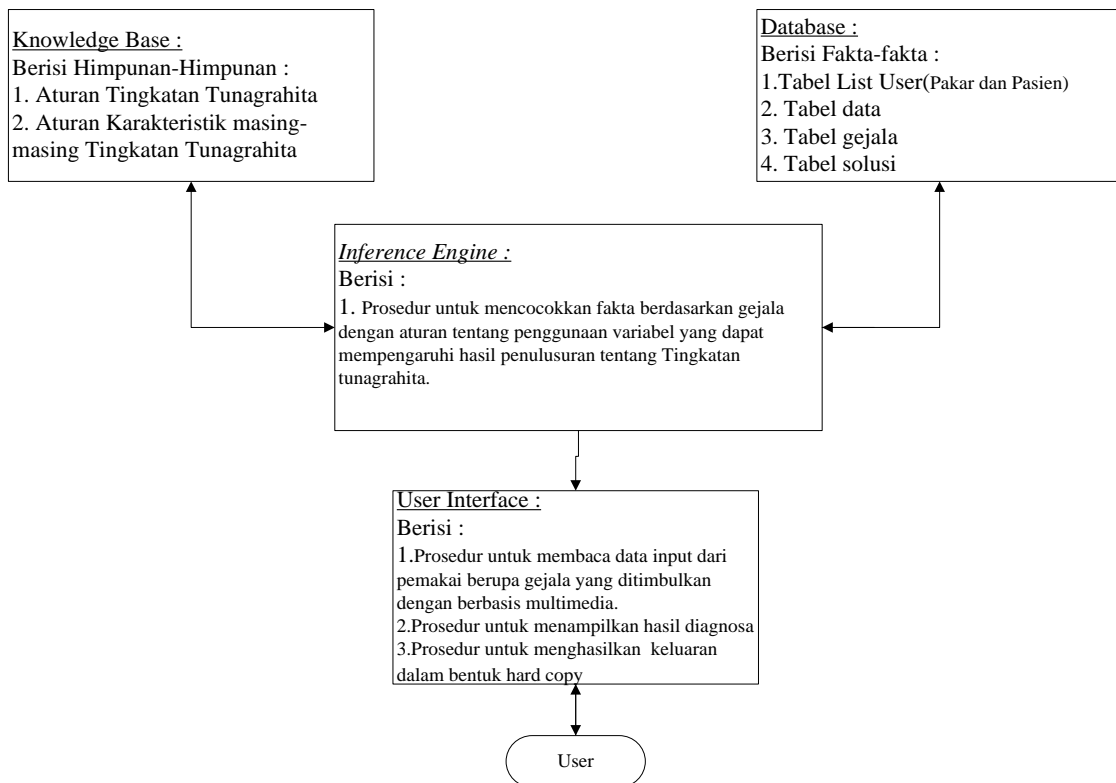 Knowledge Base :
Berisi Himpunan-Himpunan :
1. Aturan Tingkatan Tunagrahita
2. Aturan Karakteristik masing-
masing Tingkatan Tunagrahita
Database :
Berisi Fakta-fakta :
1.Tabel List User(Pakar dan Pasien)
2. Tabel data
3. Tabel gejala
4. Tabel solusi
Inference Engine :
Berisi :
1. Prosedur untuk mencocokkan fakta berdasarkan gejala
dengan aturan tentang penggunaan variabel yang dapat
mempengaruhi hasil penulusuran tentang Tingkatan
tunagrahita.
User Interface :
Berisi :
1.Prosedur untuk membaca data input dari
pemakai berupa gejala yang ditimbulkan
dengan berbasis multimedia.
2.Prosedur untuk menampilkan hasil diagnosa
3.Prosedur untuk menghasilkan keluaran
dalam bentuk hard copy
User